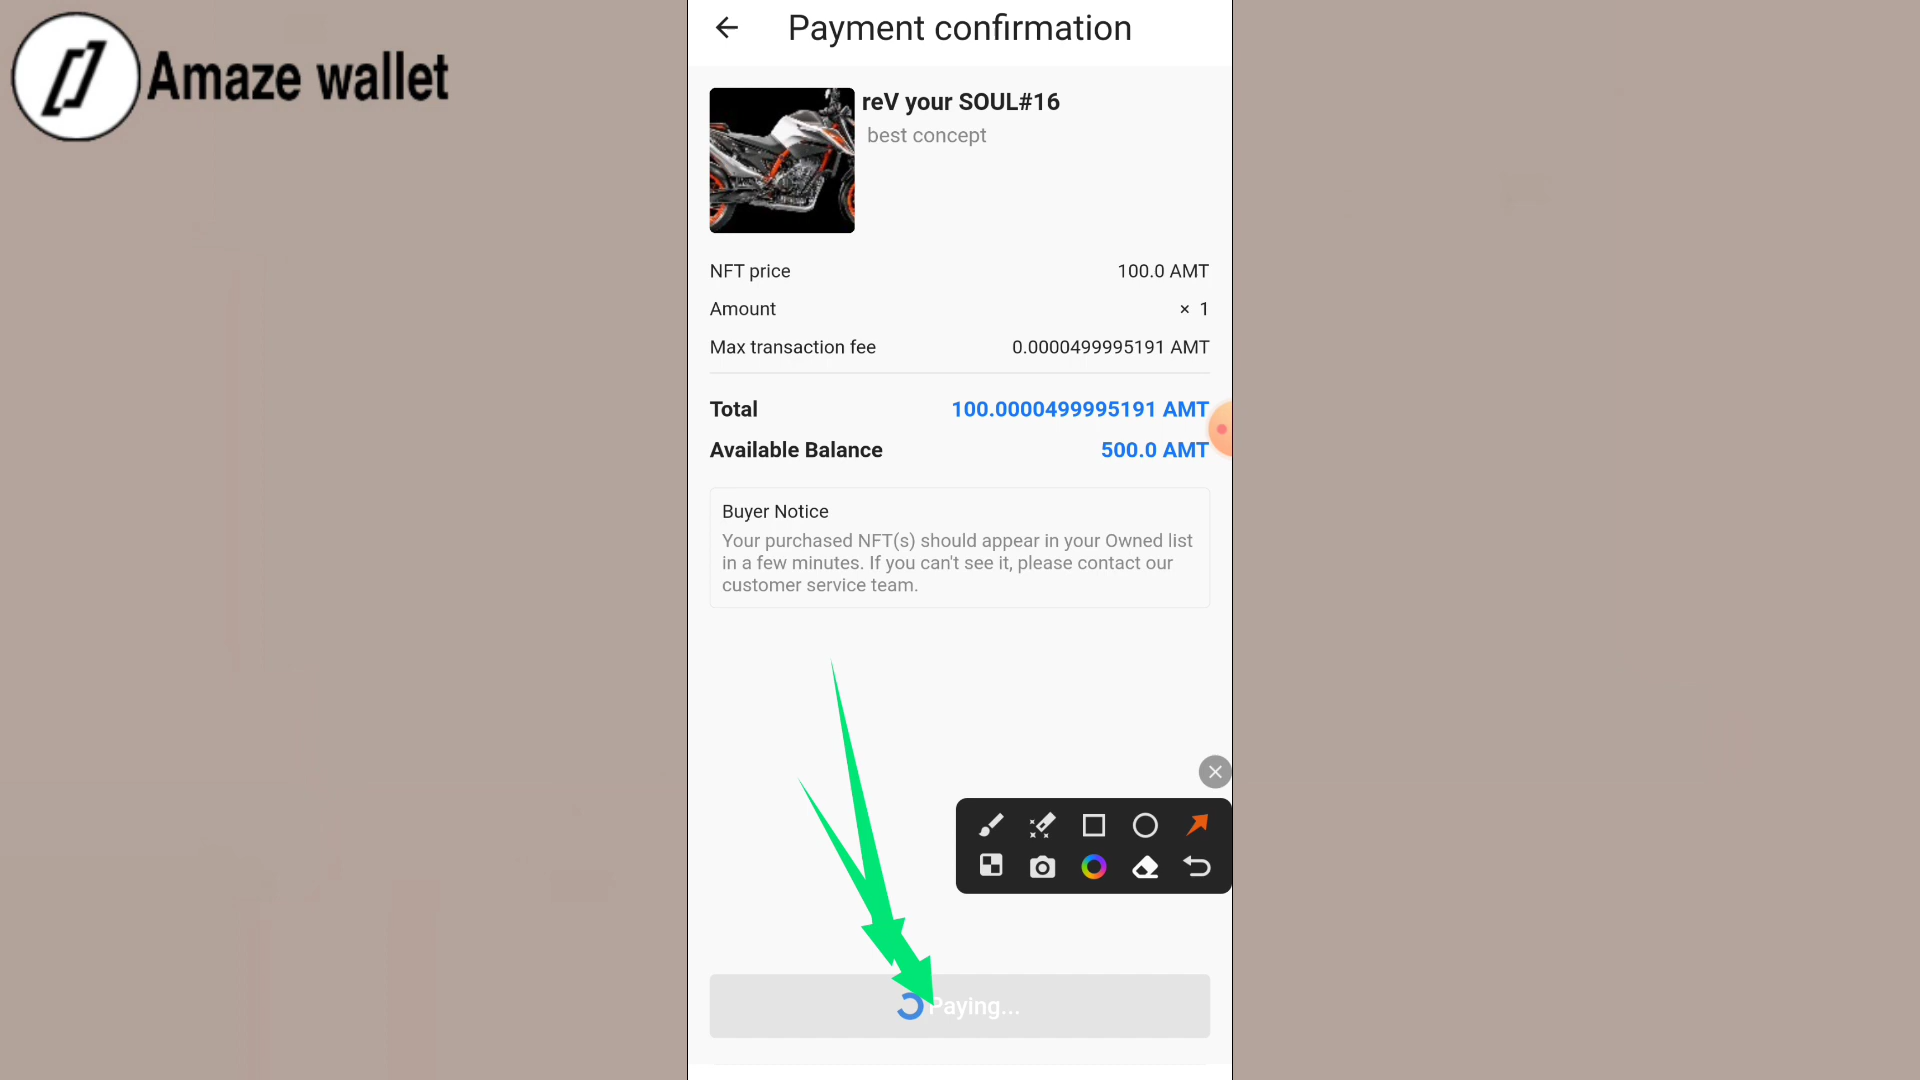 Amaze wallet
Payment confirmation
reV your SOUL#16
best concept
NFT price 100.0 AMT
Amount × 1
Max transaction fee 0.0000499995191 AMT
Total 100.0000499995191 AMT
Available Balance 500.0 AMT
Buyer Notice
Your purchased NFT(s) should appear in your Owned list
in a few minutes. If you can't see it, please contact our
customer service team.
Paying...